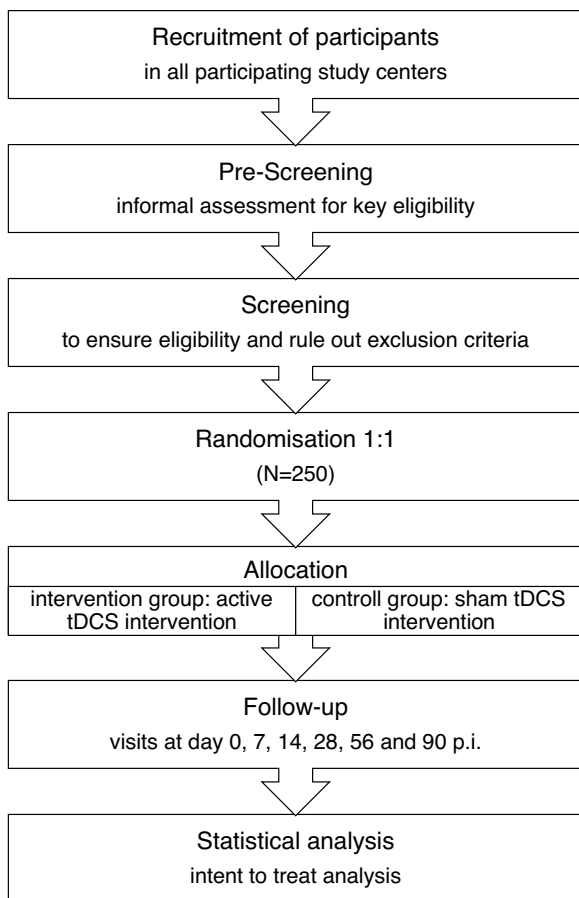 Recruitment of participants
in all participating study centers
Pre-Screening
informal assessment for key eligibility
Screening
to ensure eligibility and rule out exclusion criteria
Randomisation 1:1
(N=250)
Allocation
intervention group: active
tDCS intervention
controll group: sham tDCS
intervention
Follow-up
visits at day 0, 7, 14, 28, 56 and 90 p.i.
Statistical analysis
intent to treat analysis